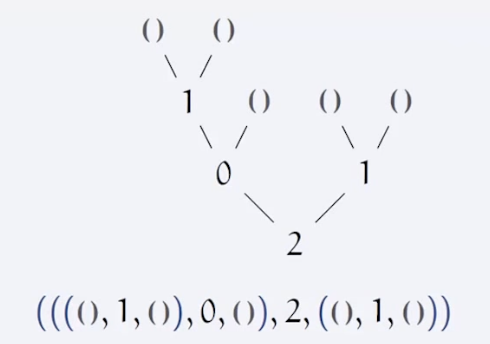 () ()
1 () () ()
0 1
2
((((), 1, ()), 0, ()), 2, ((), 1, ()))